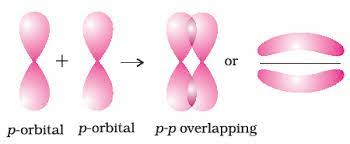 + → or
p-orbital p-orbital p-p overlapping